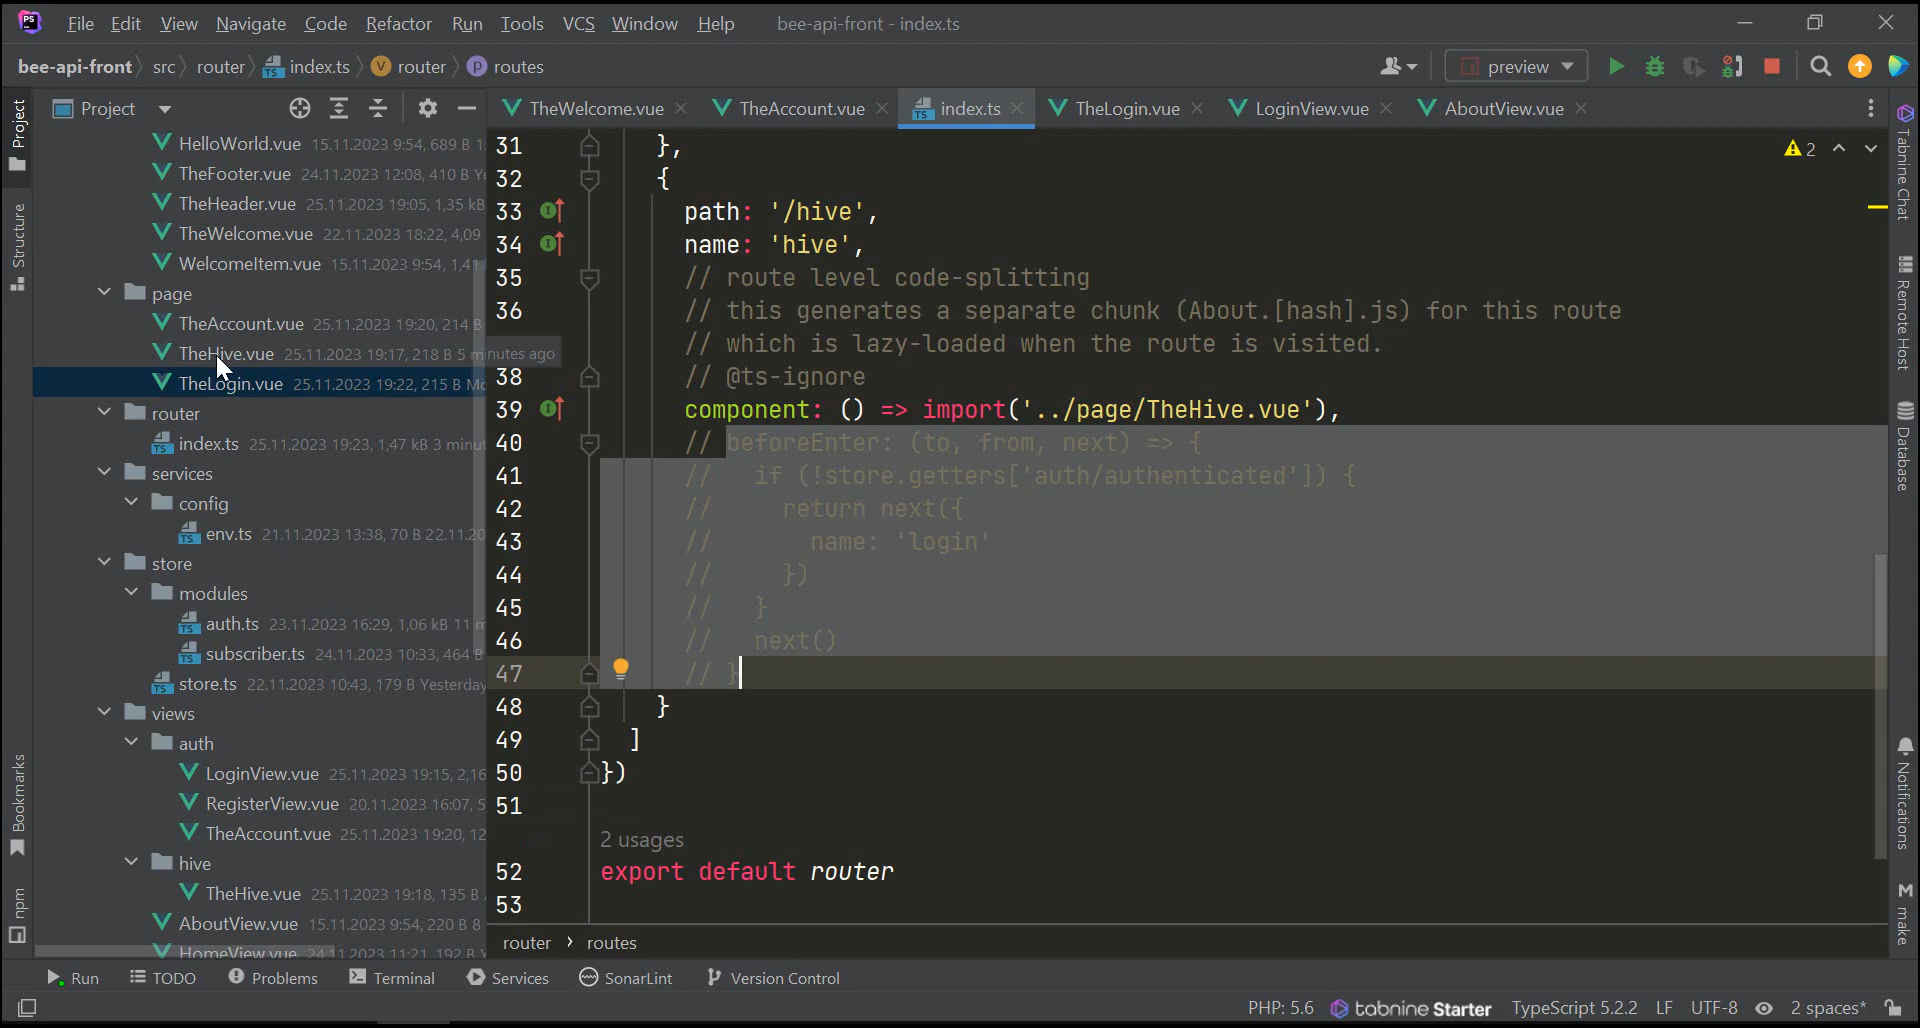 PS File Edit View Navigate Code Refactor Run Tools VCS Window Help bee-api-front - index.ts
bee-api-front src router index.ts router routes preview
Project
TheWelcome.vue TheAccount.vue index.ts TheLogin.vue LoginView.vue AboutView.vue
HelloWorld.vue 15.11.2023 9:54, 689 B
TheFooter.vue 24.11.2023 12:08, 410 B
TheHeader.vue 25.11.2023 19:05, 1,35 kB
TheWelcome.vue 22.11.2023 18:22, 4,09
WelcomeItem.vue 15.11.2023 9:54, 1,41
page
TheAccount.vue 25.11.2023 19:20, 214 B
TheHive.vue 25.11.2023 19:17, 218 B 5 minutes ago
TheLogin.vue 25.11.2023 19:22, 215 B
router
index.ts 25.11.2023 19:23, 1,47 kB 3
services
config
env.ts 21.11.2023 13:38, 70 B 22.11.20
store
modules
auth.ts 23.11.2023 16:29, 1,06 kB 11
subscriber.ts 24.11.2023 10:33, 464 B
store.ts 22.11.2023 10:43, 179 B Yesterday
views
auth
LoginView.vue 25.11.2023 19:15, 2,16
RegisterView.vue 20.11.2023 16:07, 5
TheAccount.vue 25.11.2023 19:20, 12
hive
TheHive.vue 25.11.2023 19:18, 135 B
AboutView.vue 15.11.2023 9:54, 220 B 8
HomeView.vue 24.11.2023 11:21, 192 B
31 },
32 {
33 path: '/hive',
34 name: 'hive',
35 // route level code-splitting
36 // this generates a separate chunk (About.[hash].js) for this route
// which is lazy-loaded when the route is visited.
38 // @ts-ignore
39 component: () => import('../page/TheHive.vue'),
40 // beforeEnter: (to, from, next) => {
41 // if (!store.getters['auth/authenticated']) {
42 // return next({
43 // name: 'login'
44 // })
45 // }
46 // next()
47 // }
48 }
49 ]
50 })
51
2 usages
52 export default router
53
2
router › routes
Project
Structure
Bookmarks
npm
Tabnine Chat
Remote Host
Database
Notifications
make
Run TODO Problems Terminal Services SonarLint Version Control
PHP: 5.6 tabnine Starter TypeScript 5.2.2 LF UTF-8 2 spaces*